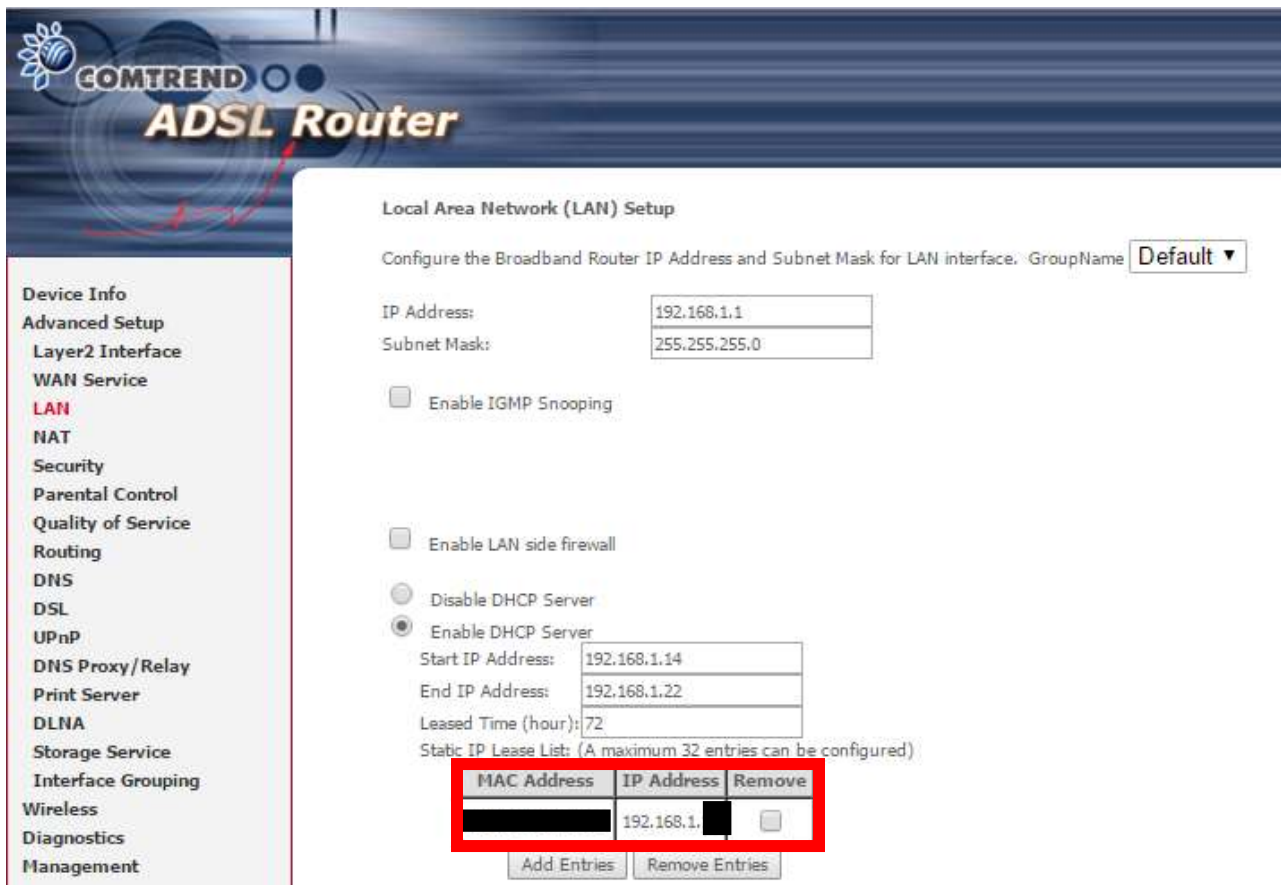 COMTREND
ADSL Router
Device Info
Advanced Setup
Layer2 Interface
WAN Service
LAN
NAT
Security
Parental Control
Quality of Service
Routing
DNS
DSL
UPnP
DNS Proxy/Relay
Print Server
DLNA
Storage Service
Interface Grouping
Wireless
Diagnostics
Management
Local Area Network (LAN) Setup
Configure the Broadband Router IP Address and Subnet Mask for LAN interface. GroupName Default ▼
IP Address: 192.168.1.1
Subnet Mask: 255.255.255.0
Enable IGMP Snooping
Enable LAN side firewall
Disable DHCP Server
Enable DHCP Server
Start IP Address: 192.168.1.14
End IP Address: 192.168.1.22
Leased Time (hour): 72
Static IP Lease List: (A maximum 32 entries can be configured)
MAC Address IP Address Remove
192.168.1.
Add Entries Remove Entries